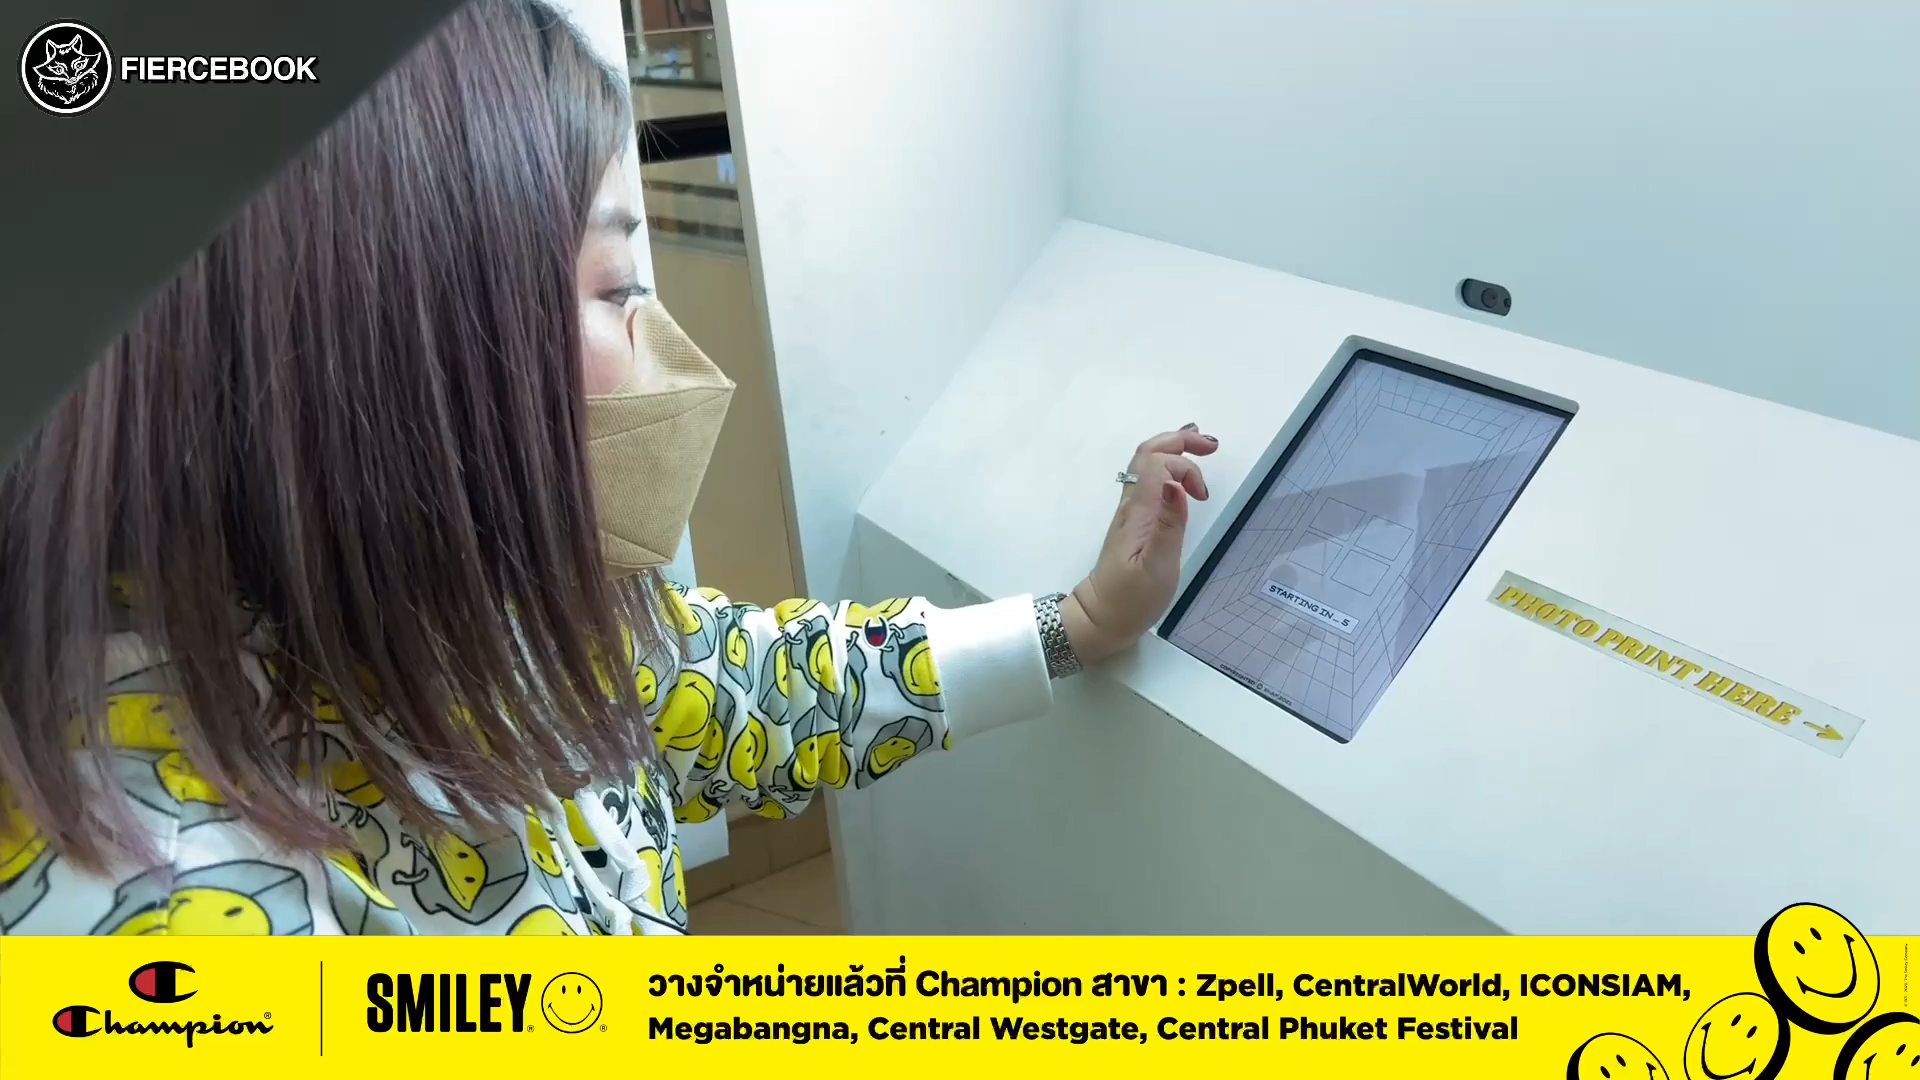 FIERCEBOOK
STARTING IN_ 5
PHOTO PRINT HERE →
Champion®
SMILEY
วางจำหน่ายแล้วที่ Champion สาขา : Zpell, CentralWorld, ICONSIAM,
Megabangna, Central Westgate, Central Phuket Festival